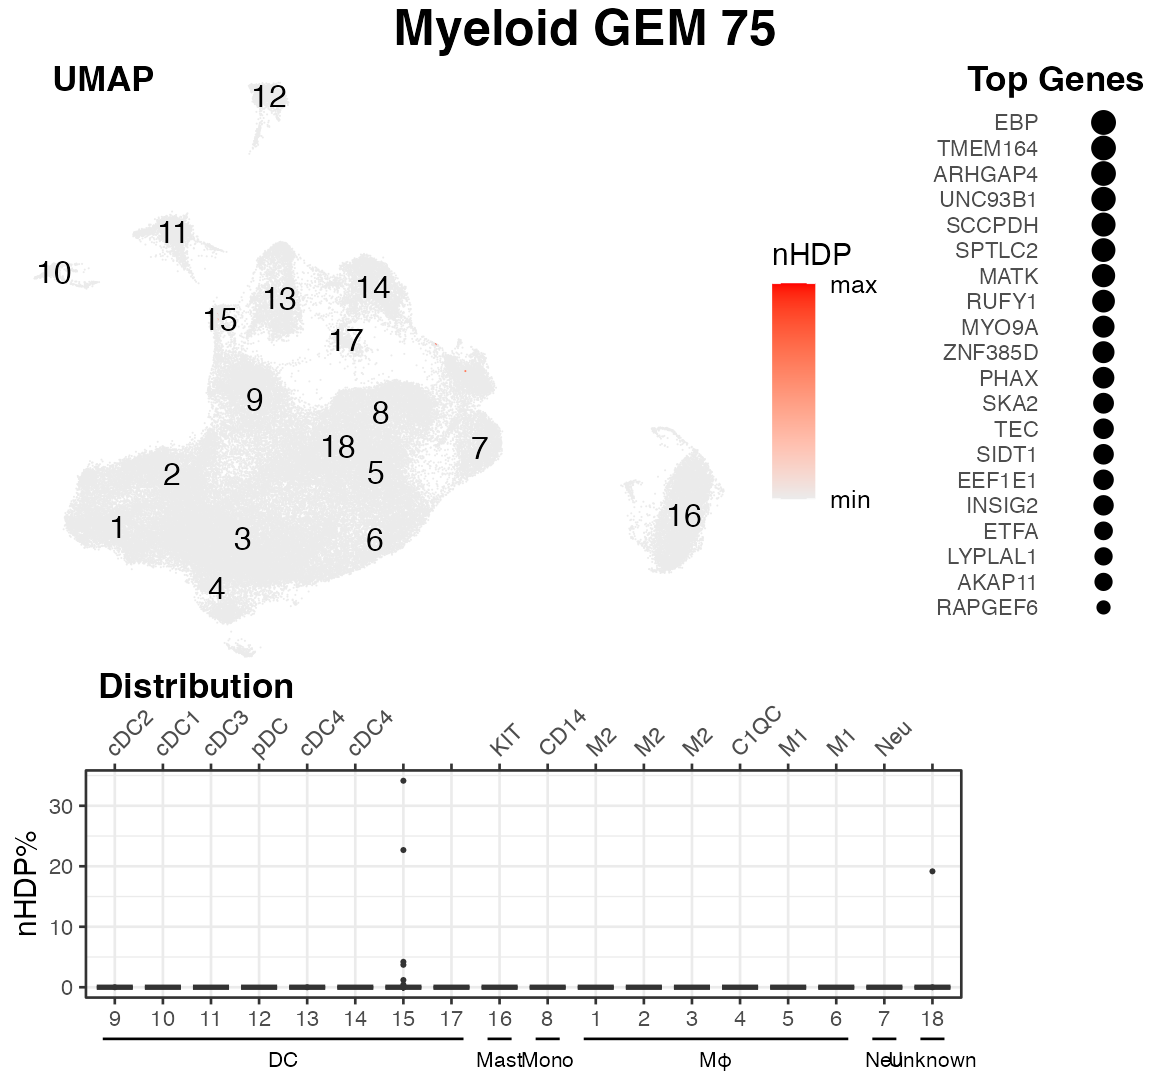 Myeloid GEM 75
UMAP
12
11
10
13
14
15
17
9
8
18
7
2
5
16
1
3
6
4
nHDP
max
min
Top Genes
EBP
TMEM164
ARHGAP4
UNC93B1
SCCPDH
SPTLC2
MATK
RUFY1
MYO9A
ZNF385D
PHAX
SKA2
TEC
SIDT1
EEF1E1
INSIG2
ETFA
LYPLAL1
AKAP11
RAPGEF6
Distribution
cDC2 cDC1 cDC3 pDC cDC4 cDC4 KIT CD14 M2 M2 M2 C1QC M1 M1 Neu
nHDP%
30
20
10
0
9 10 11 12 13 14 15 17 16 8 1 2 3 4 5 6 7 18
DC Mast Mono Mϕ Neu Unknown